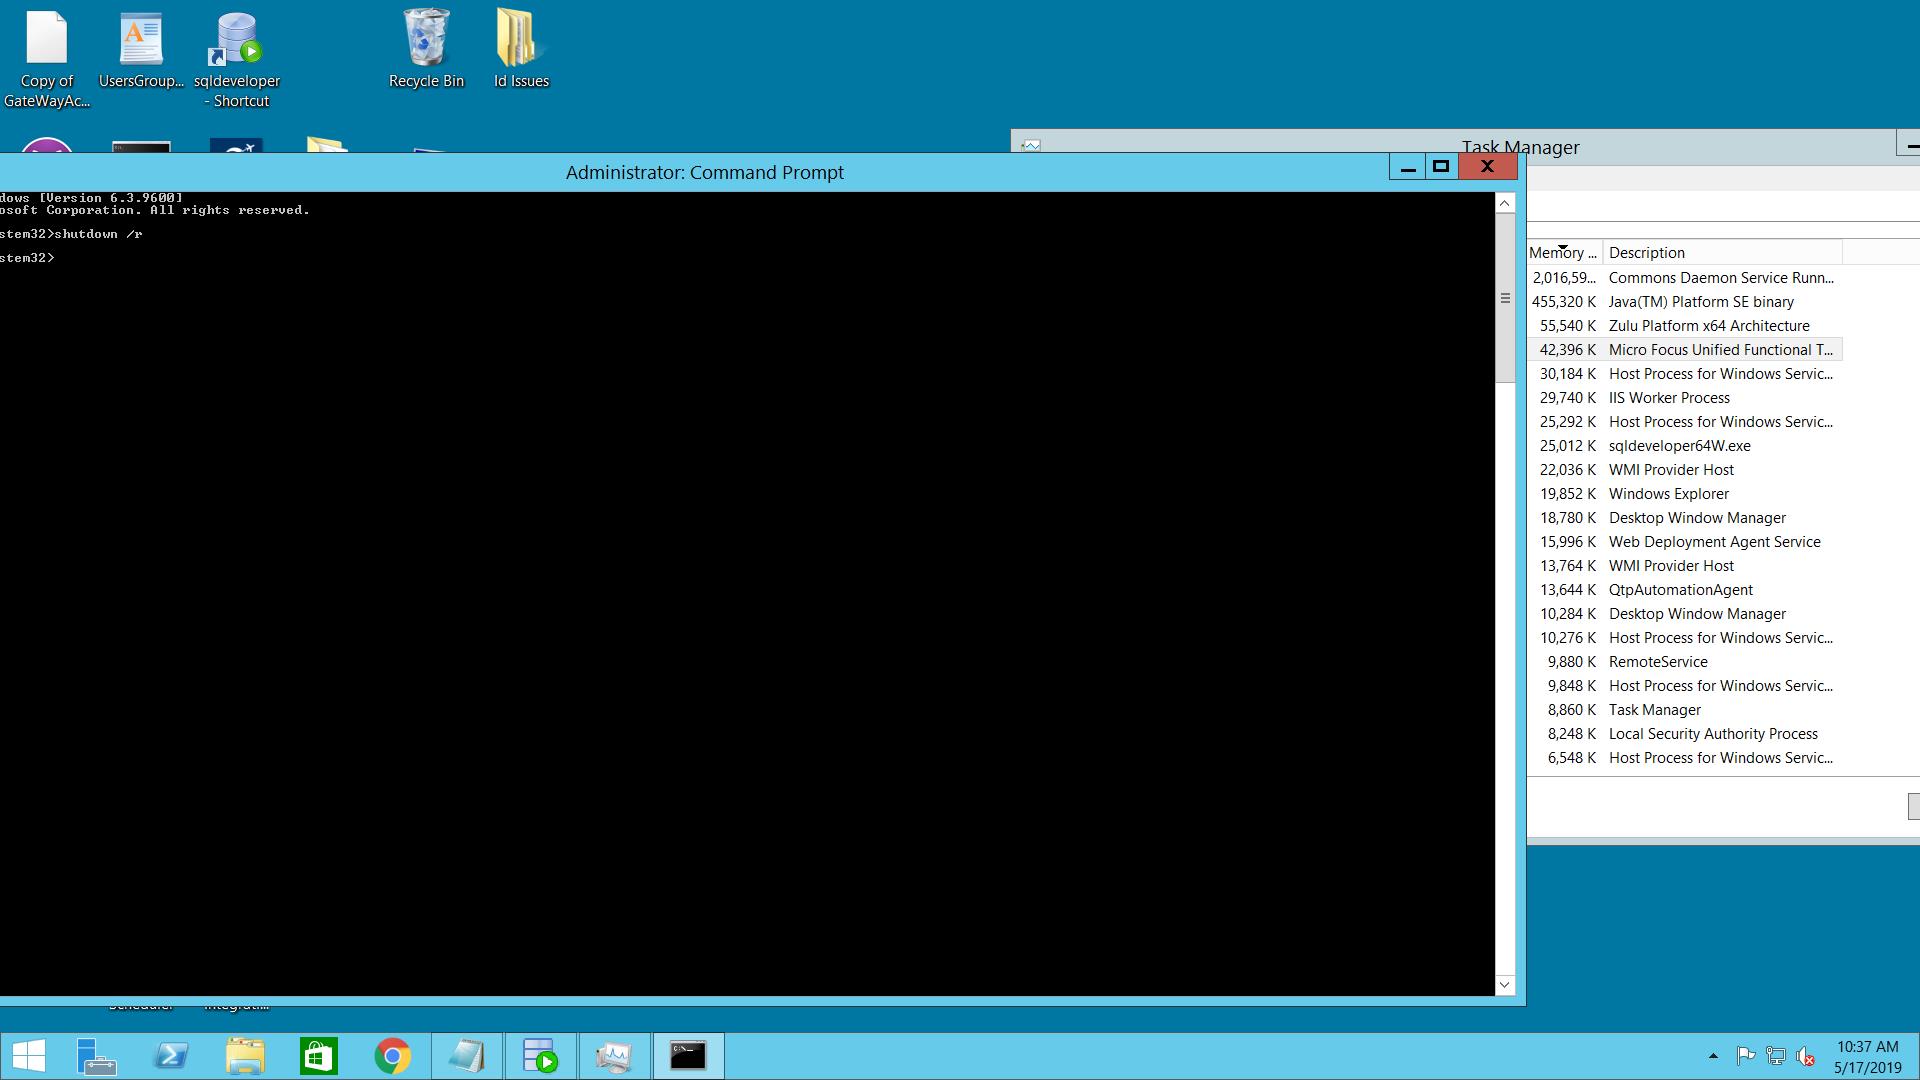 Copy of
GateWayAc...
UsersGroup...
sqldeveloper
- Shortcut
Recycle Bin
Id Issues
Task Manager
Administrator: Command Prompt
dows [Version 6.3.9600]
osoft Corporation. All rights reserved.
stem32>shutdown /r
stem32>
Memory ... Description
2,016,59... Commons Daemon Service Runn...
455,320 K Java(TM) Platform SE binary
55,540 K Zulu Platform x64 Architecture
42,396 K Micro Focus Unified Functional T...
30,184 K Host Process for Windows Servic...
29,740 K IIS Worker Process
25,292 K Host Process for Windows Servic...
25,012 K sqldeveloper64W.exe
22,036 K WMI Provider Host
19,852 K Windows Explorer
18,780 K Desktop Window Manager
15,996 K Web Deployment Agent Service
13,764 K WMI Provider Host
13,644 K QtpAutomationAgent
10,284 K Desktop Window Manager
10,276 K Host Process for Windows Servic...
9,880 K RemoteService
9,848 K Host Process for Windows Servic...
8,860 K Task Manager
8,248 K Local Security Authority Process
6,548 K Host Process for Windows Servic...
10:37 AM
5/17/2019